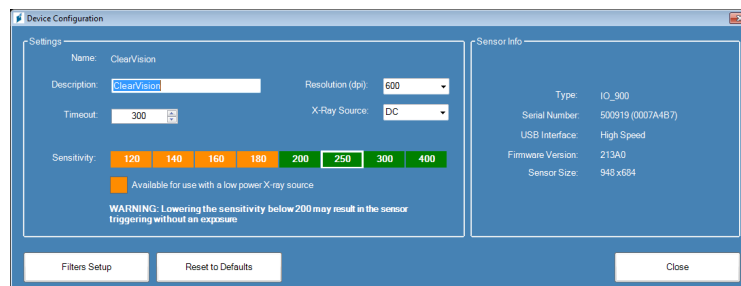 Device Configuration
Settings
Name: ClearVision
Description: ClearVision
Resolution (dpi): 600
Timeout: 300
X-Ray Source: DC
Sensitivity: 120 140 160 180 200 250 300 400
Available for use with a low power X-ray source
WARNING: Lowering the sensitivity below 200 may result in the sensor
triggering without an exposure
Sensor Info
Type: IO_900
Serial Number: 500919 (0007A4B7)
USB Interface: High Speed
Firmware Version: 213A0
Sensor Size: 948 x684
Filters Setup
Reset to Defaults
Close